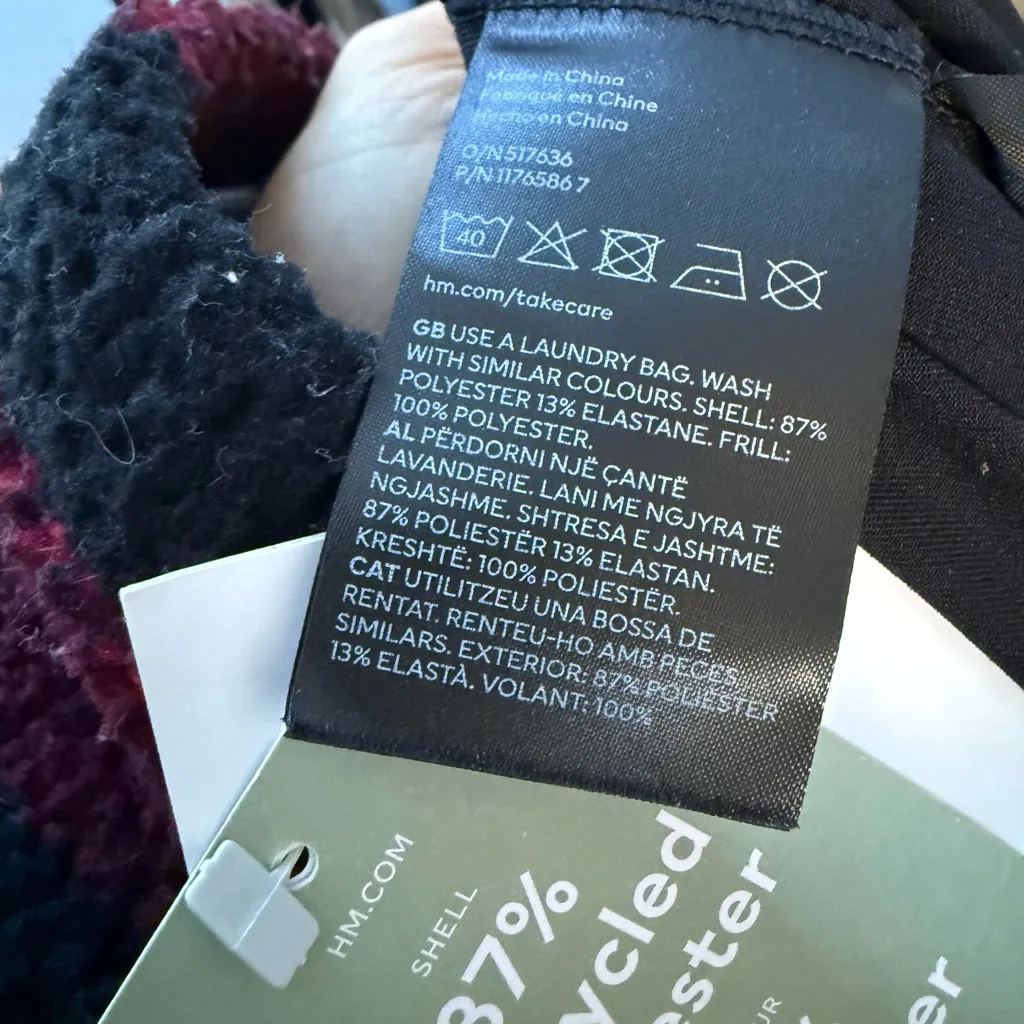 Made in China
Fabriqué en Chine
Hecho en China
O/N 517636
P/N 1176586 7
40
hm.com/takecare
GB USE A LAUNDRY BAG. WASH
WITH SIMILAR COLOURS. SHELL: 87%
POLYESTER 13% ELASTANE. FRILL:
100% POLYESTER.
AL PËRDORNI NJË ÇANTË
LAVANDERIE. LANI ME NGJYRA TË
NGJASHME. SHTRESA E JASHTME:
87% POLIESTËR 13% ELASTAN.
KRESHTË: 100% POLIESTËR.
CAT UTILITZEU UNA BOSSA DE
RENTAT. RENTEU-HO AMB PECES
SIMILARS. EXTERIOR: 87% POLIÈSTER
13% ELASTÀ. VOLANT: 100%
HM.COM
SHELL
87%